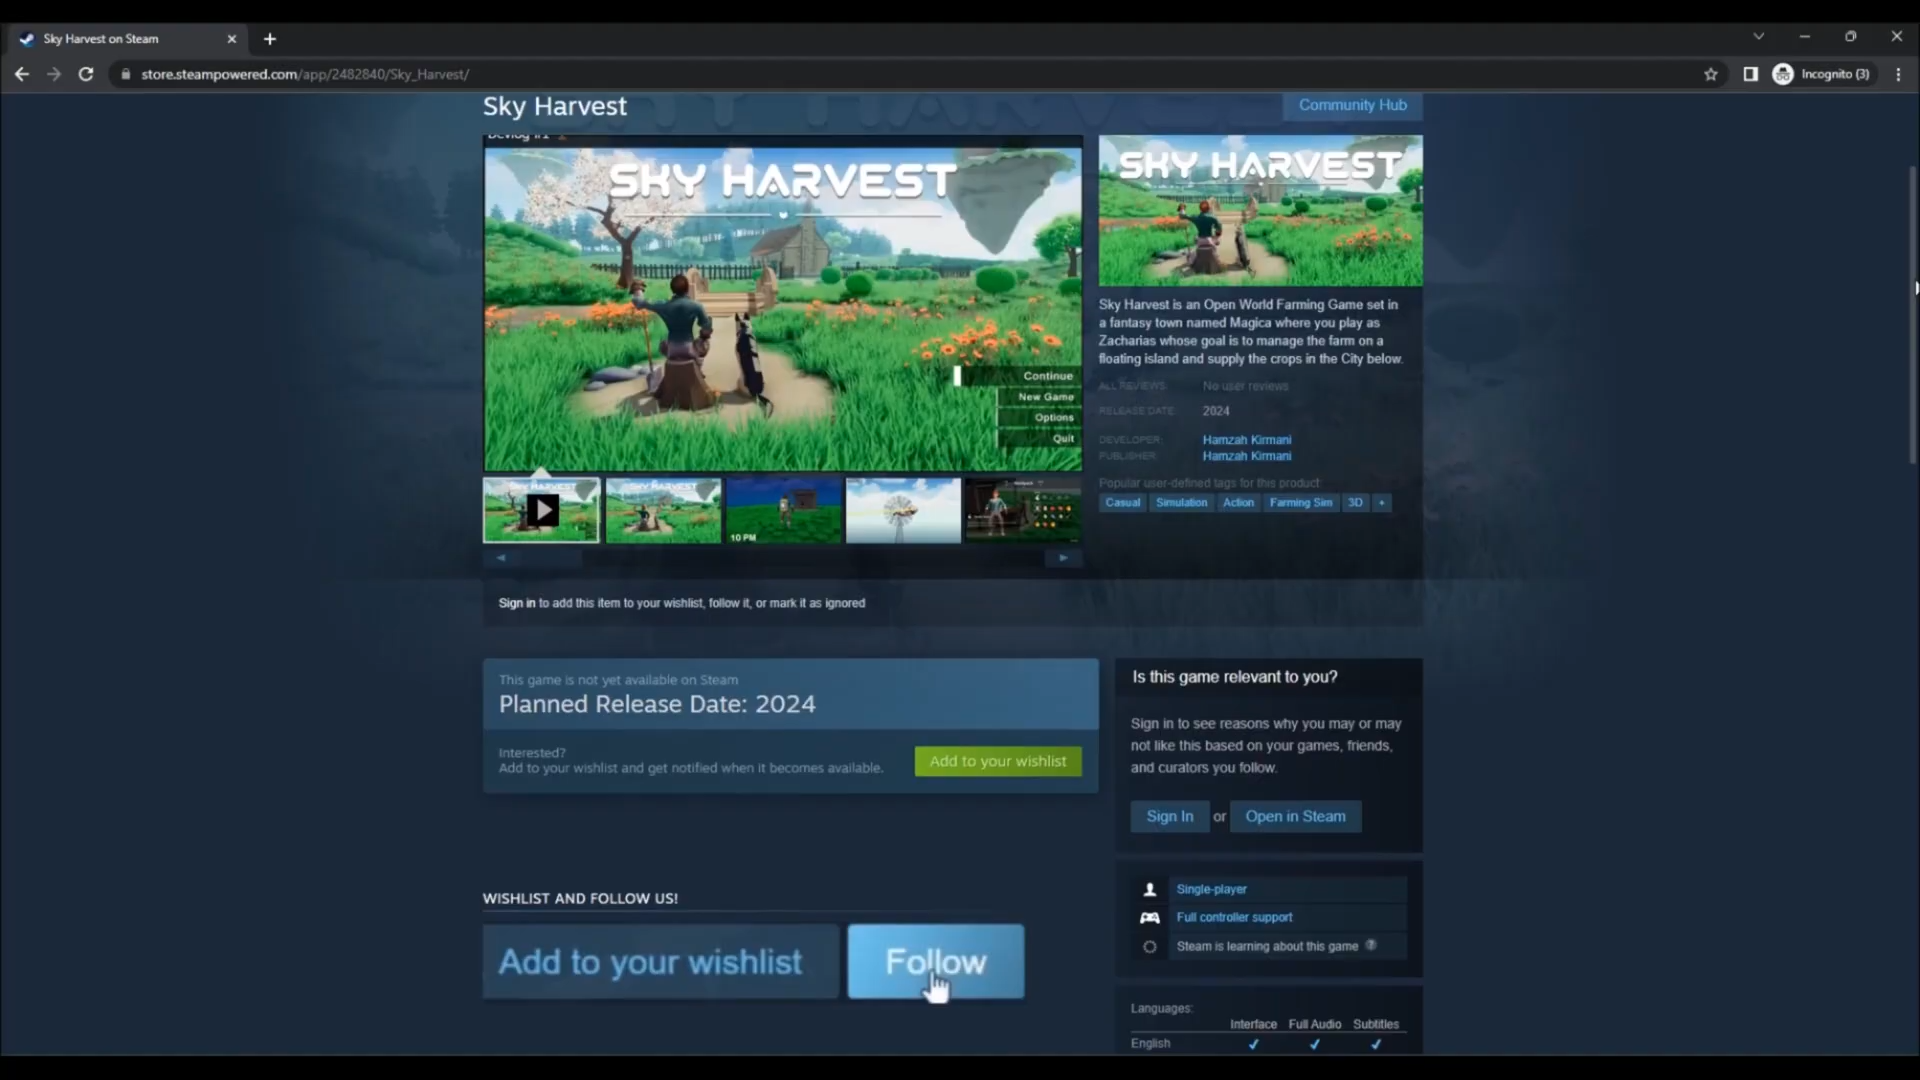 Sky Harvest on Steam
store.steampowered.com/app/2482840/Sky_Harvest/
Incognito (3)
Sky Harvest
Community Hub
Devlog #1
SKY HARVEST
Continue
New Game
Options
Quit
SKY HARVEST
Sky Harvest is an Open World Farming Game set in
a fantasy town named Magica where you play as
Zacharias whose goal is to manage the farm on a
floating island and supply the crops in the City below.
ALL REVIEWS: No user reviews
RELEASE DATE: 2024
DEVELOPER: Hamzah Kirmani
PUBLISHER: Hamzah Kirmani
Popular user-defined tags for this product:
Casual Simulation Action Farming Sim 3D +
SKY HARVEST
SKY HARVEST
10 PM
Sign in to add this item to your wishlist, follow it, or mark it as ignored
This game is not yet available on Steam
Planned Release Date: 2024
Interested?
Add to your wishlist and get notified when it becomes available.
Add to your wishlist
WISHLIST AND FOLLOW US!
Add to your wishlist
Follow
Is this game relevant to you?
Sign in to see reasons why you may or may
not like this based on your games, friends,
and curators you follow.
Sign In or Open in Steam
Single-player
Full controller support
Steam is learning about this game ?
Languages:
Interface Full Audio Subtitles
English ✓ ✓ ✓